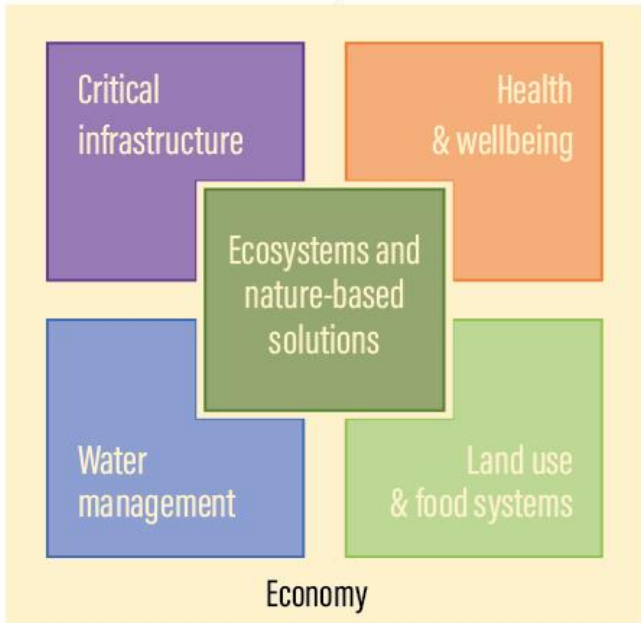 Critical
infrastructure
Health
& wellbeing
Ecosystems and
nature-based
solutions
Water
management
Land use
& food systems
Economy